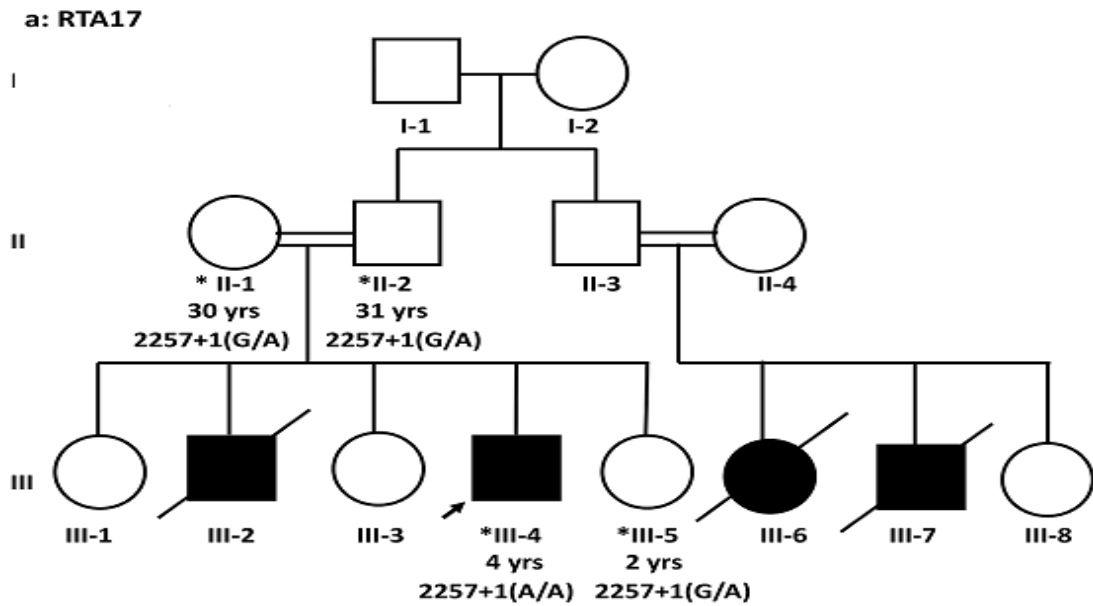 a: RTA17
I
I-1 I-2
II
* II-1 *II-2 II-3 II-4
30 yrs 31 yrs
2257+1(G/A) 2257+1(G/A)
III
III-1 III-2 III-3 *III-4 *III-5 III-6 III-7 III-8
4 yrs 2 yrs
2257+1(A/A) 2257+1(G/A)